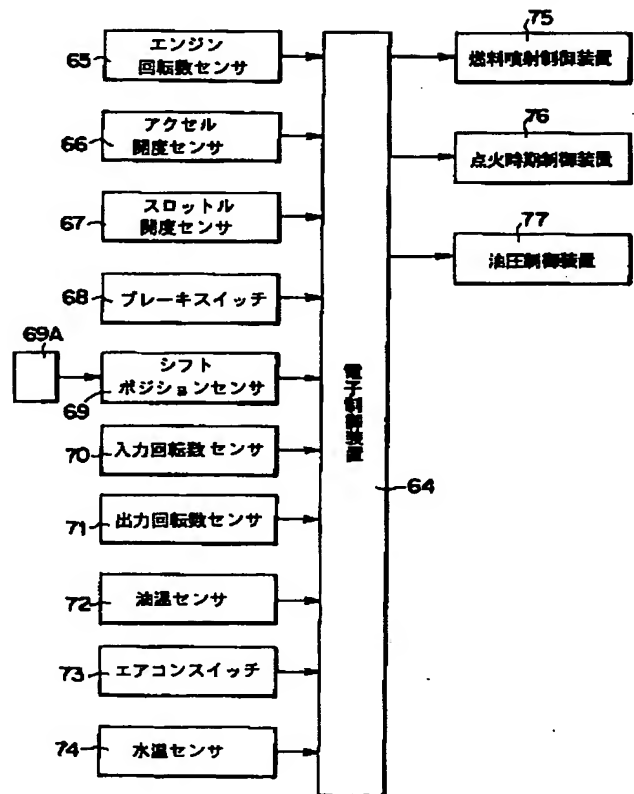 65
エンジン
回転数センサ
66
アクセル
開度センサ
67
スロットル
開度センサ
68
ブレーキスイッチ
69A
シフト
ポジションセンサ
69
70
入力回転数センサ
71
出力回転数センサ
72
油温センサ
73
エアコンスイッチ
74
水温センサ
電子制御装置
64
75
燃料噴射制御装置
76
点火時期制御装置
77
油圧制御装置